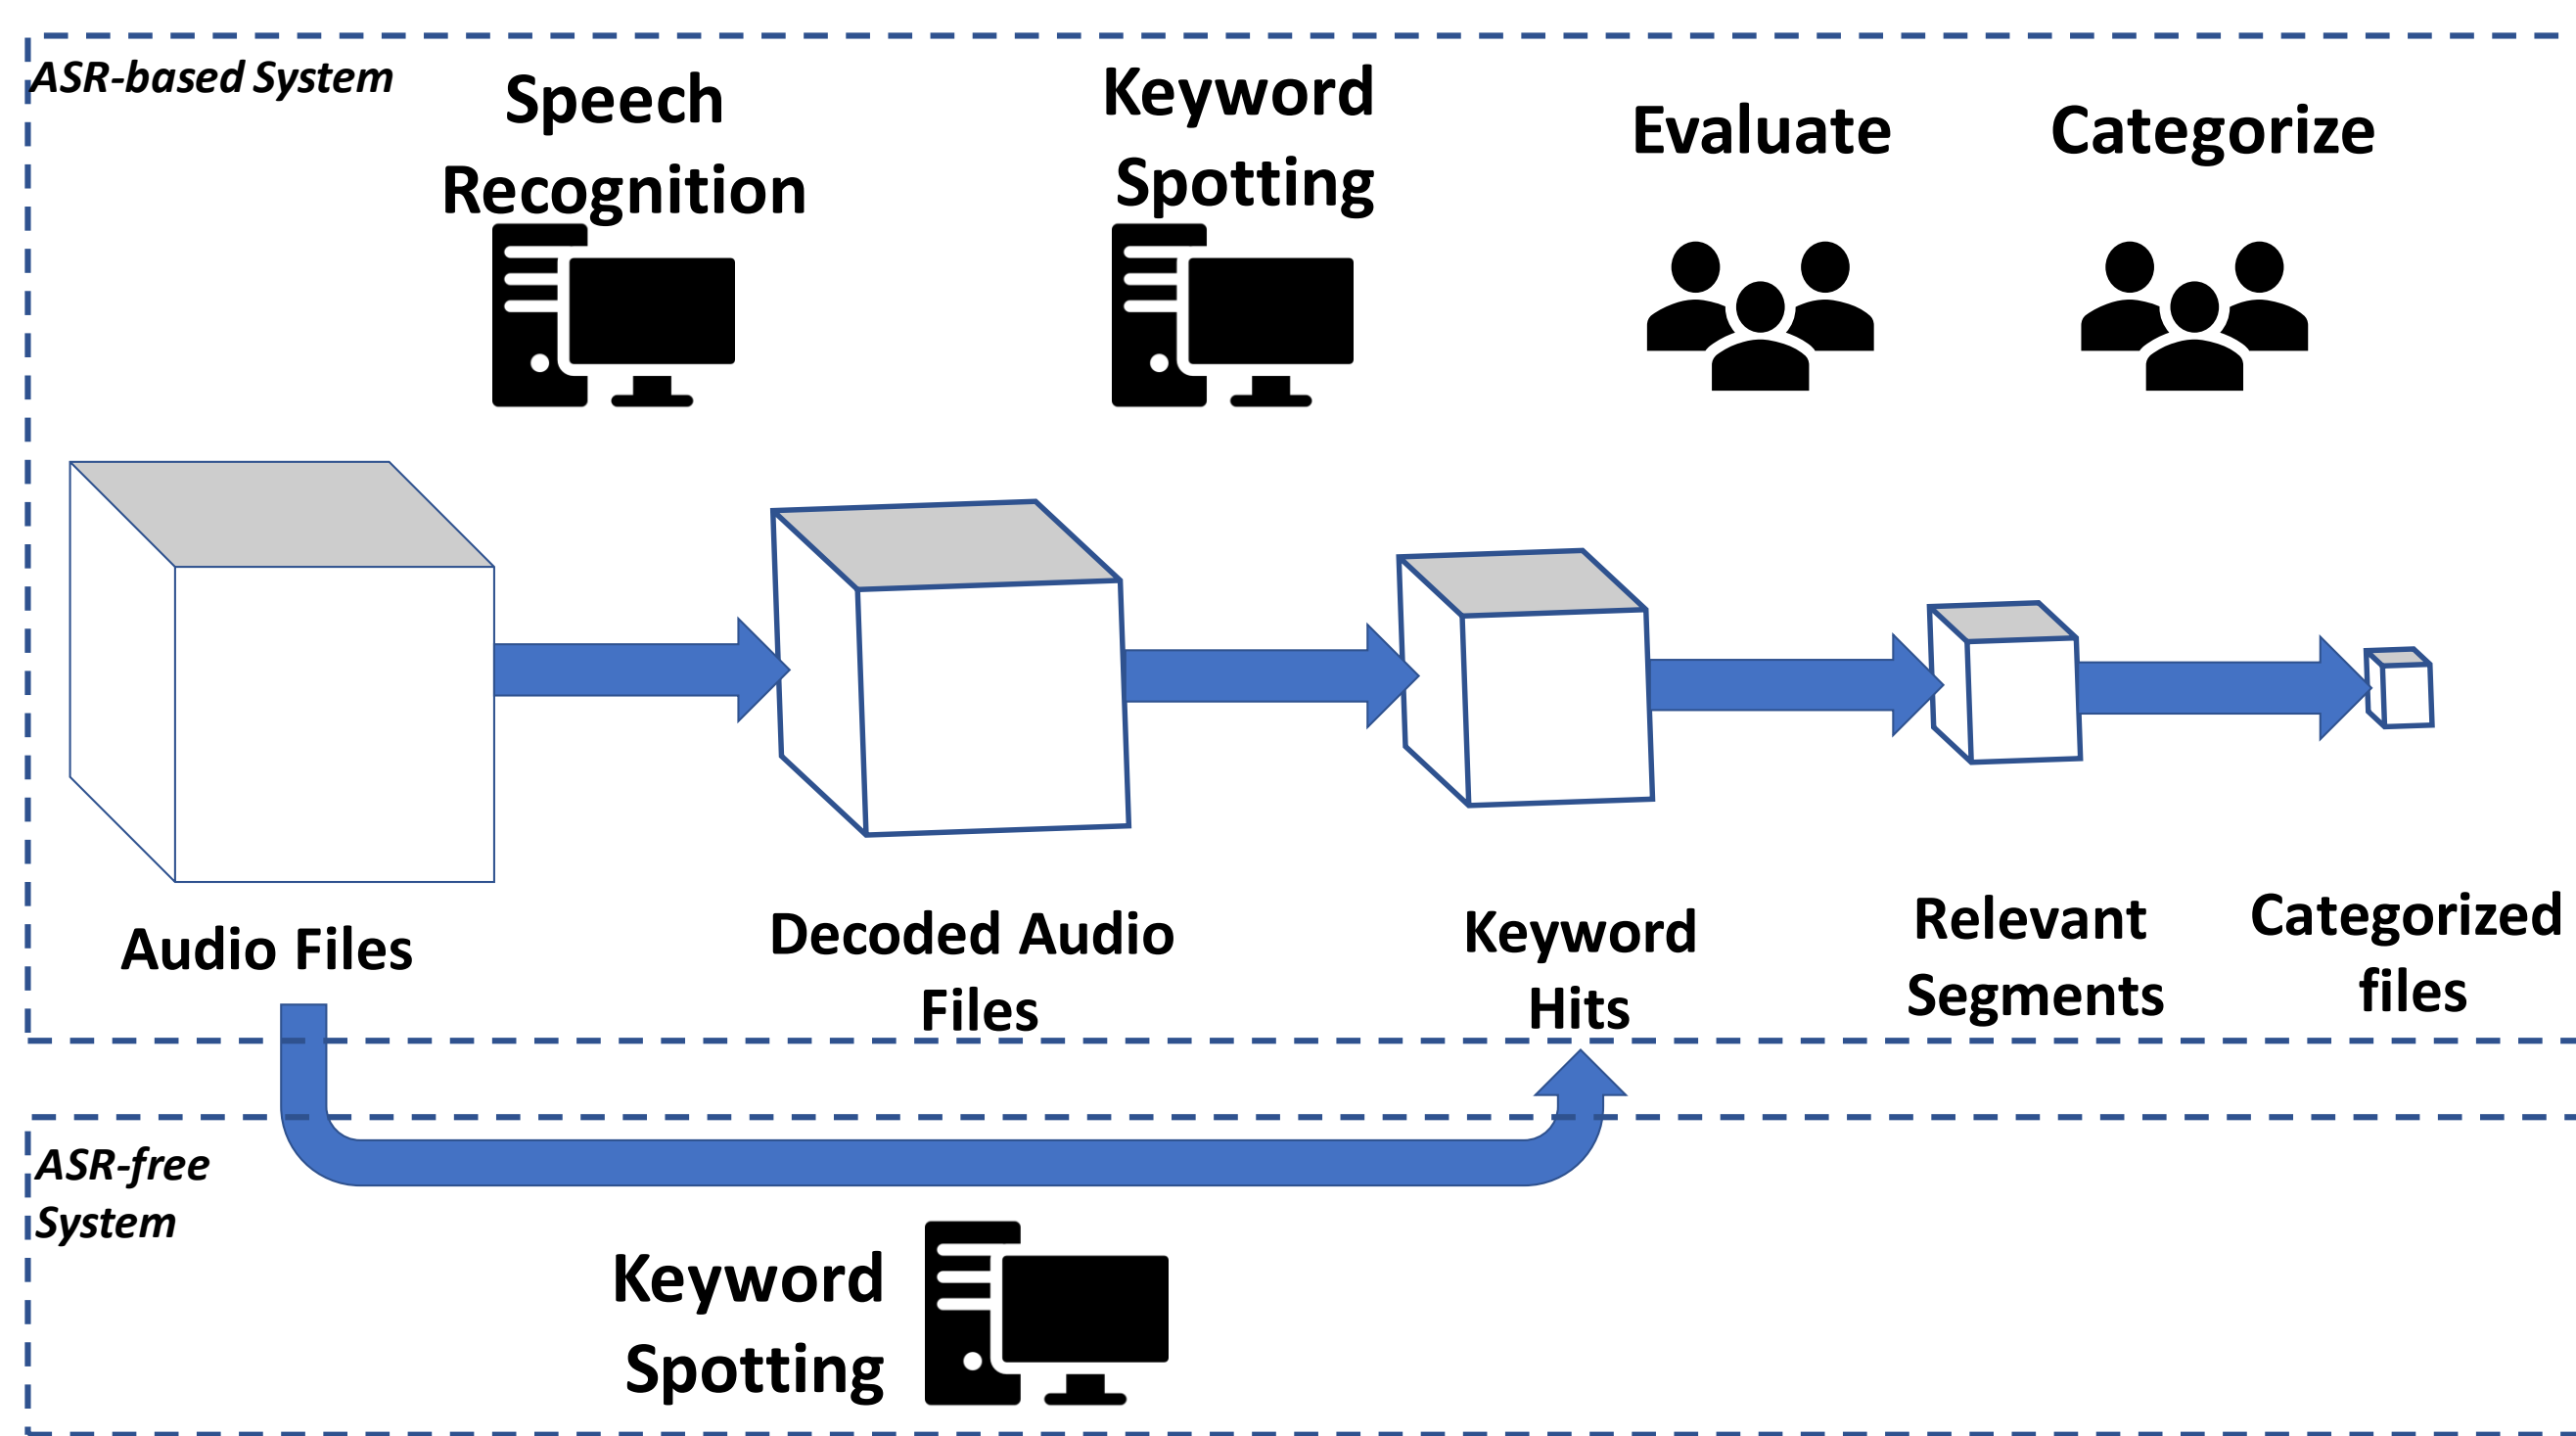 ASR-based System
Speech
Recognition
Keyword
Spotting
Evaluate
Categorize
Audio Files
Decoded Audio
Files
Keyword
Hits
Relevant
Segments
Categorized
files
ASR-free
System
Keyword
Spotting